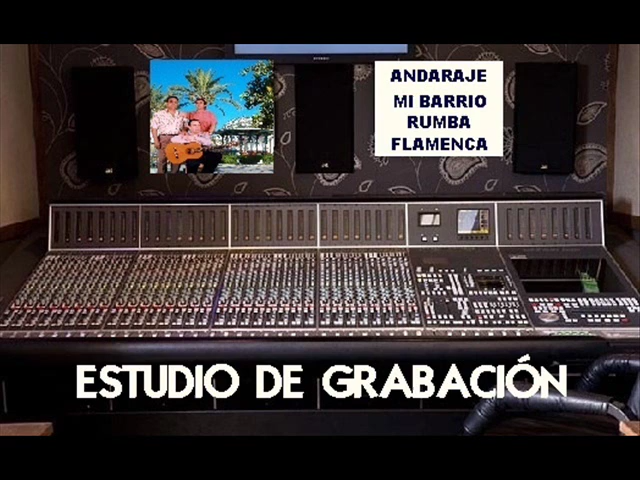 ANDARAJE
MI BARRIO
RUMBA
FLAMENCA
ESTUDIO DE GRABACIÓN